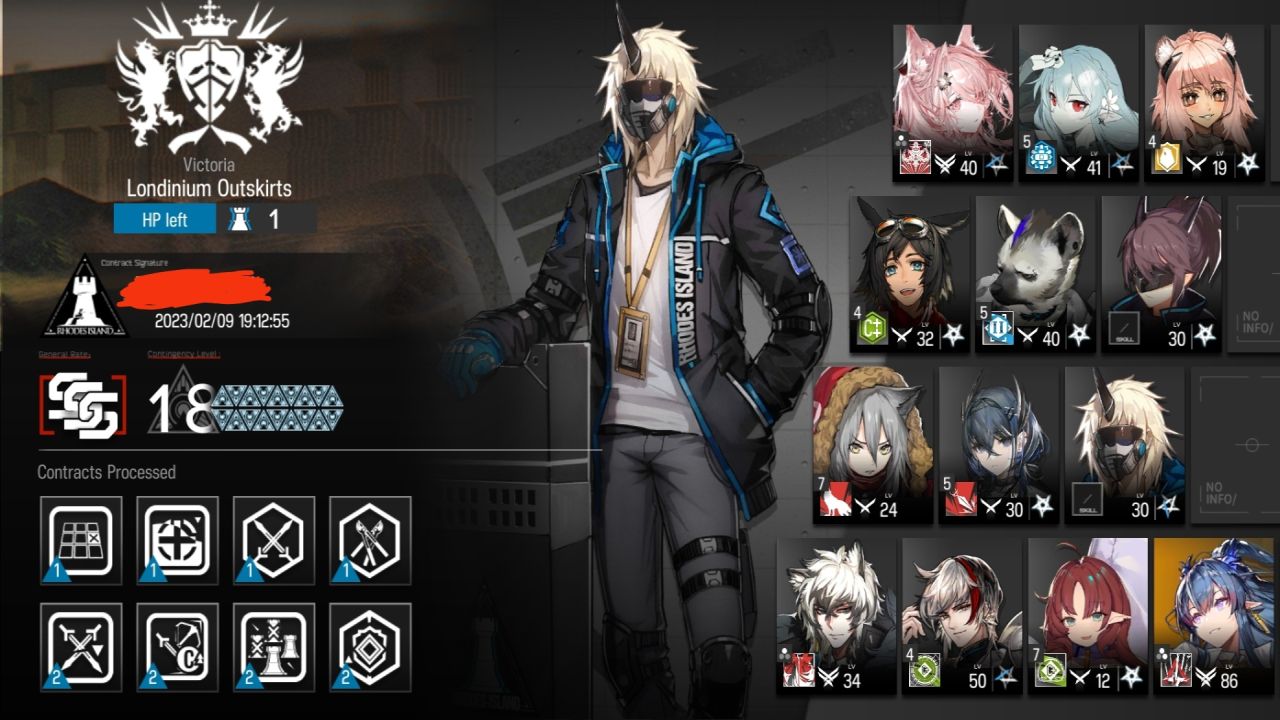 Victoria
Londinium Outskirts
HP left 1
Contract Signature
2023/02/09 19:12:55
RHODES ISLAND
General Rate:
Contingency Level:
18
Contracts Processed
1 1 1 1
2 2 2 2
RHODES ISLAND
LV 40
5 LV 41
4 LV 19
4 LV 32
5 LV 40
SKILL LV 30
NO
INFO/
7 LV 24
5 LV 30
SKILL LV 30
NO
INFO/
LV 34
4 LV 50
7 LV 12
LV 86